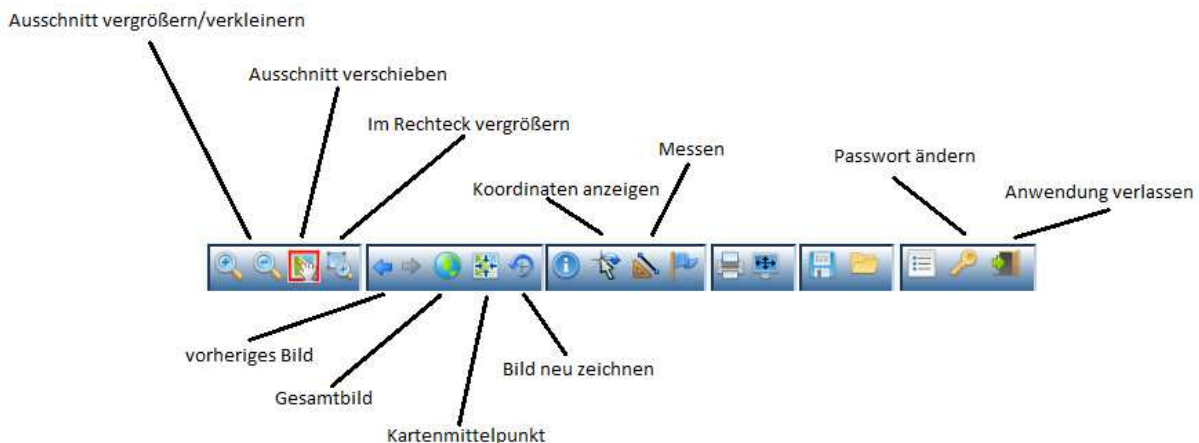 Ausschnitt vergrößern/verkleinern
Ausschnitt verschieben
Im Rechteck vergrößern
Messen
Passwort ändern
Koordinaten anzeigen
Anwendung verlassen
vorheriges Bild
Bild neu zeichnen
Gesamtbild
Kartenmittelpunkt